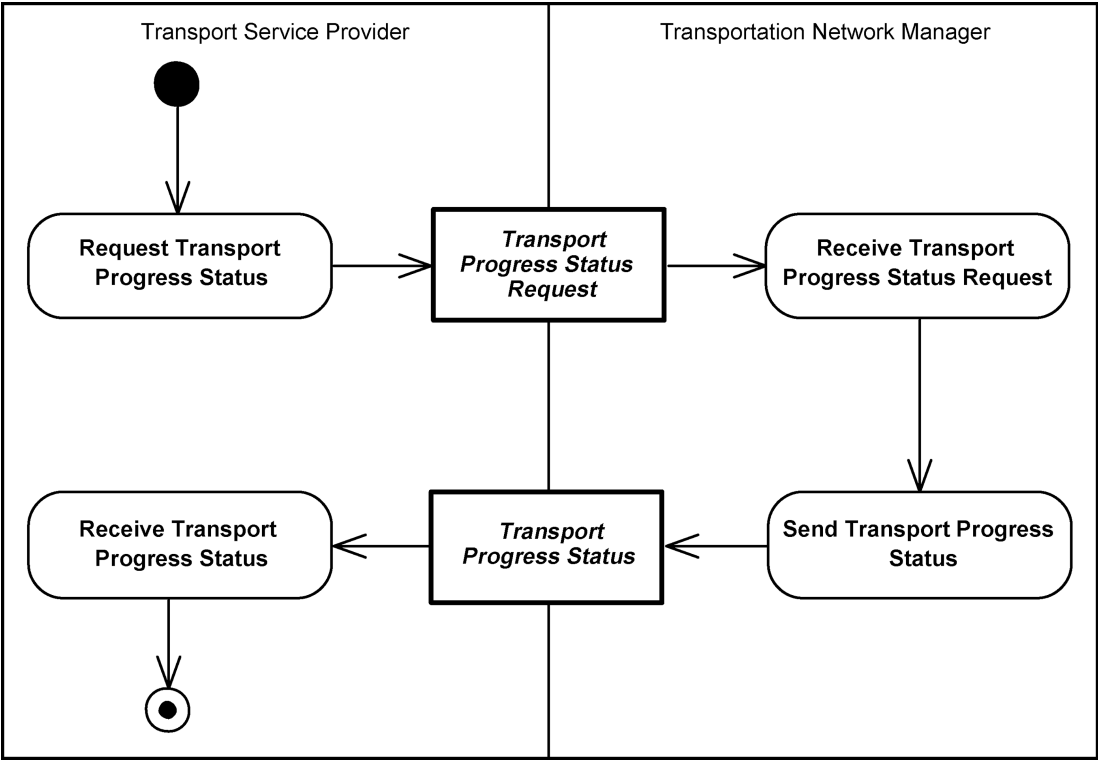 Transport Service Provider
Transportation Network Manager
Request Transport
Progress Status
Transport
Progress Status
Request
Receive Transport
Progress Status Request
Receive Transport
Progress Status
Transport
Progress Status
Send Transport Progress
Status